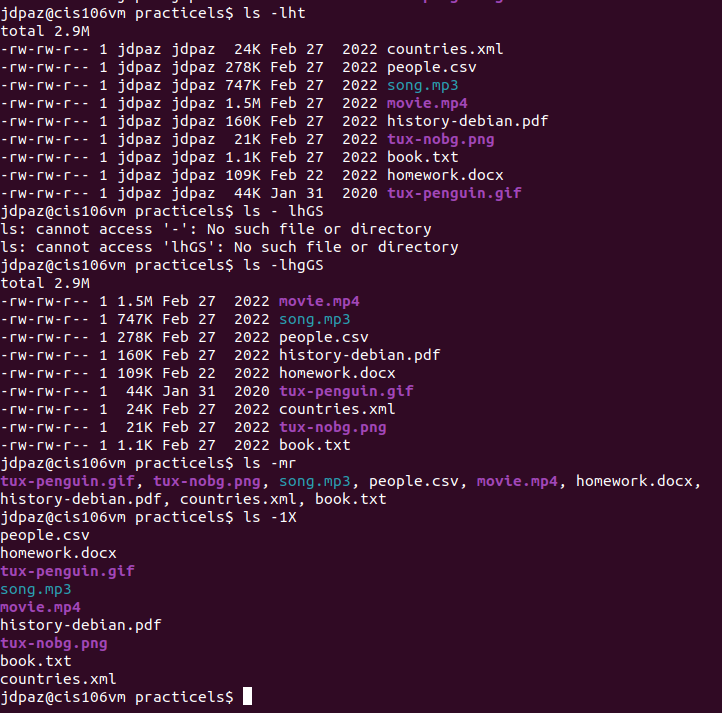 jdpaz@cis106vm practicels$ ls -lht
total 2.9M
-rw-rw-r-- 1 jdpaz jdpaz  24K Feb 27  2022 countries.xml
-rw-rw-r-- 1 jdpaz jdpaz 278K Feb 27  2022 people.csv
-rw-rw-r-- 1 jdpaz jdpaz 747K Feb 27  2022 song.mp3
-rw-rw-r-- 1 jdpaz jdpaz 1.5M Feb 27  2022 movie.mp4
-rw-rw-r-- 1 jdpaz jdpaz 160K Feb 27  2022 history-debian.pdf
-rw-rw-r-- 1 jdpaz jdpaz  21K Feb 27  2022 tux-nobg.png
-rw-rw-r-- 1 jdpaz jdpaz 1.1K Feb 27  2022 book.txt
-rw-rw-r-- 1 jdpaz jdpaz 109K Feb 22  2022 homework.docx
-rw-rw-r-- 1 jdpaz jdpaz  44K Jan 31  2020 tux-penguin.gif
jdpaz@cis106vm practicels$ ls - lhGS
ls: cannot access '-': No such file or directory
ls: cannot access 'lhGS': No such file or directory
jdpaz@cis106vm practicels$ ls -lhgGS
total 2.9M
-rw-rw-r-- 1 1.5M Feb 27  2022 movie.mp4
-rw-rw-r-- 1 747K Feb 27  2022 song.mp3
-rw-rw-r-- 1 278K Feb 27  2022 people.csv
-rw-rw-r-- 1 160K Feb 27  2022 history-debian.pdf
-rw-rw-r-- 1 109K Feb 22  2022 homework.docx
-rw-rw-r-- 1  44K Jan 31  2020 tux-penguin.gif
-rw-rw-r-- 1  24K Feb 27  2022 countries.xml
-rw-rw-r-- 1  21K Feb 27  2022 tux-nobg.png
-rw-rw-r-- 1 1.1K Feb 27  2022 book.txt
jdpaz@cis106vm practicels$ ls -mr
tux-penguin.gif, tux-nobg.png, song.mp3, people.csv, movie.mp4, homework.docx,
history-debian.pdf, countries.xml, book.txt
jdpaz@cis106vm practicels$ ls -1X
people.csv
homework.docx
tux-penguin.gif
song.mp3
movie.mp4
history-debian.pdf
tux-nobg.png
book.txt
countries.xml
jdpaz@cis106vm practicels$